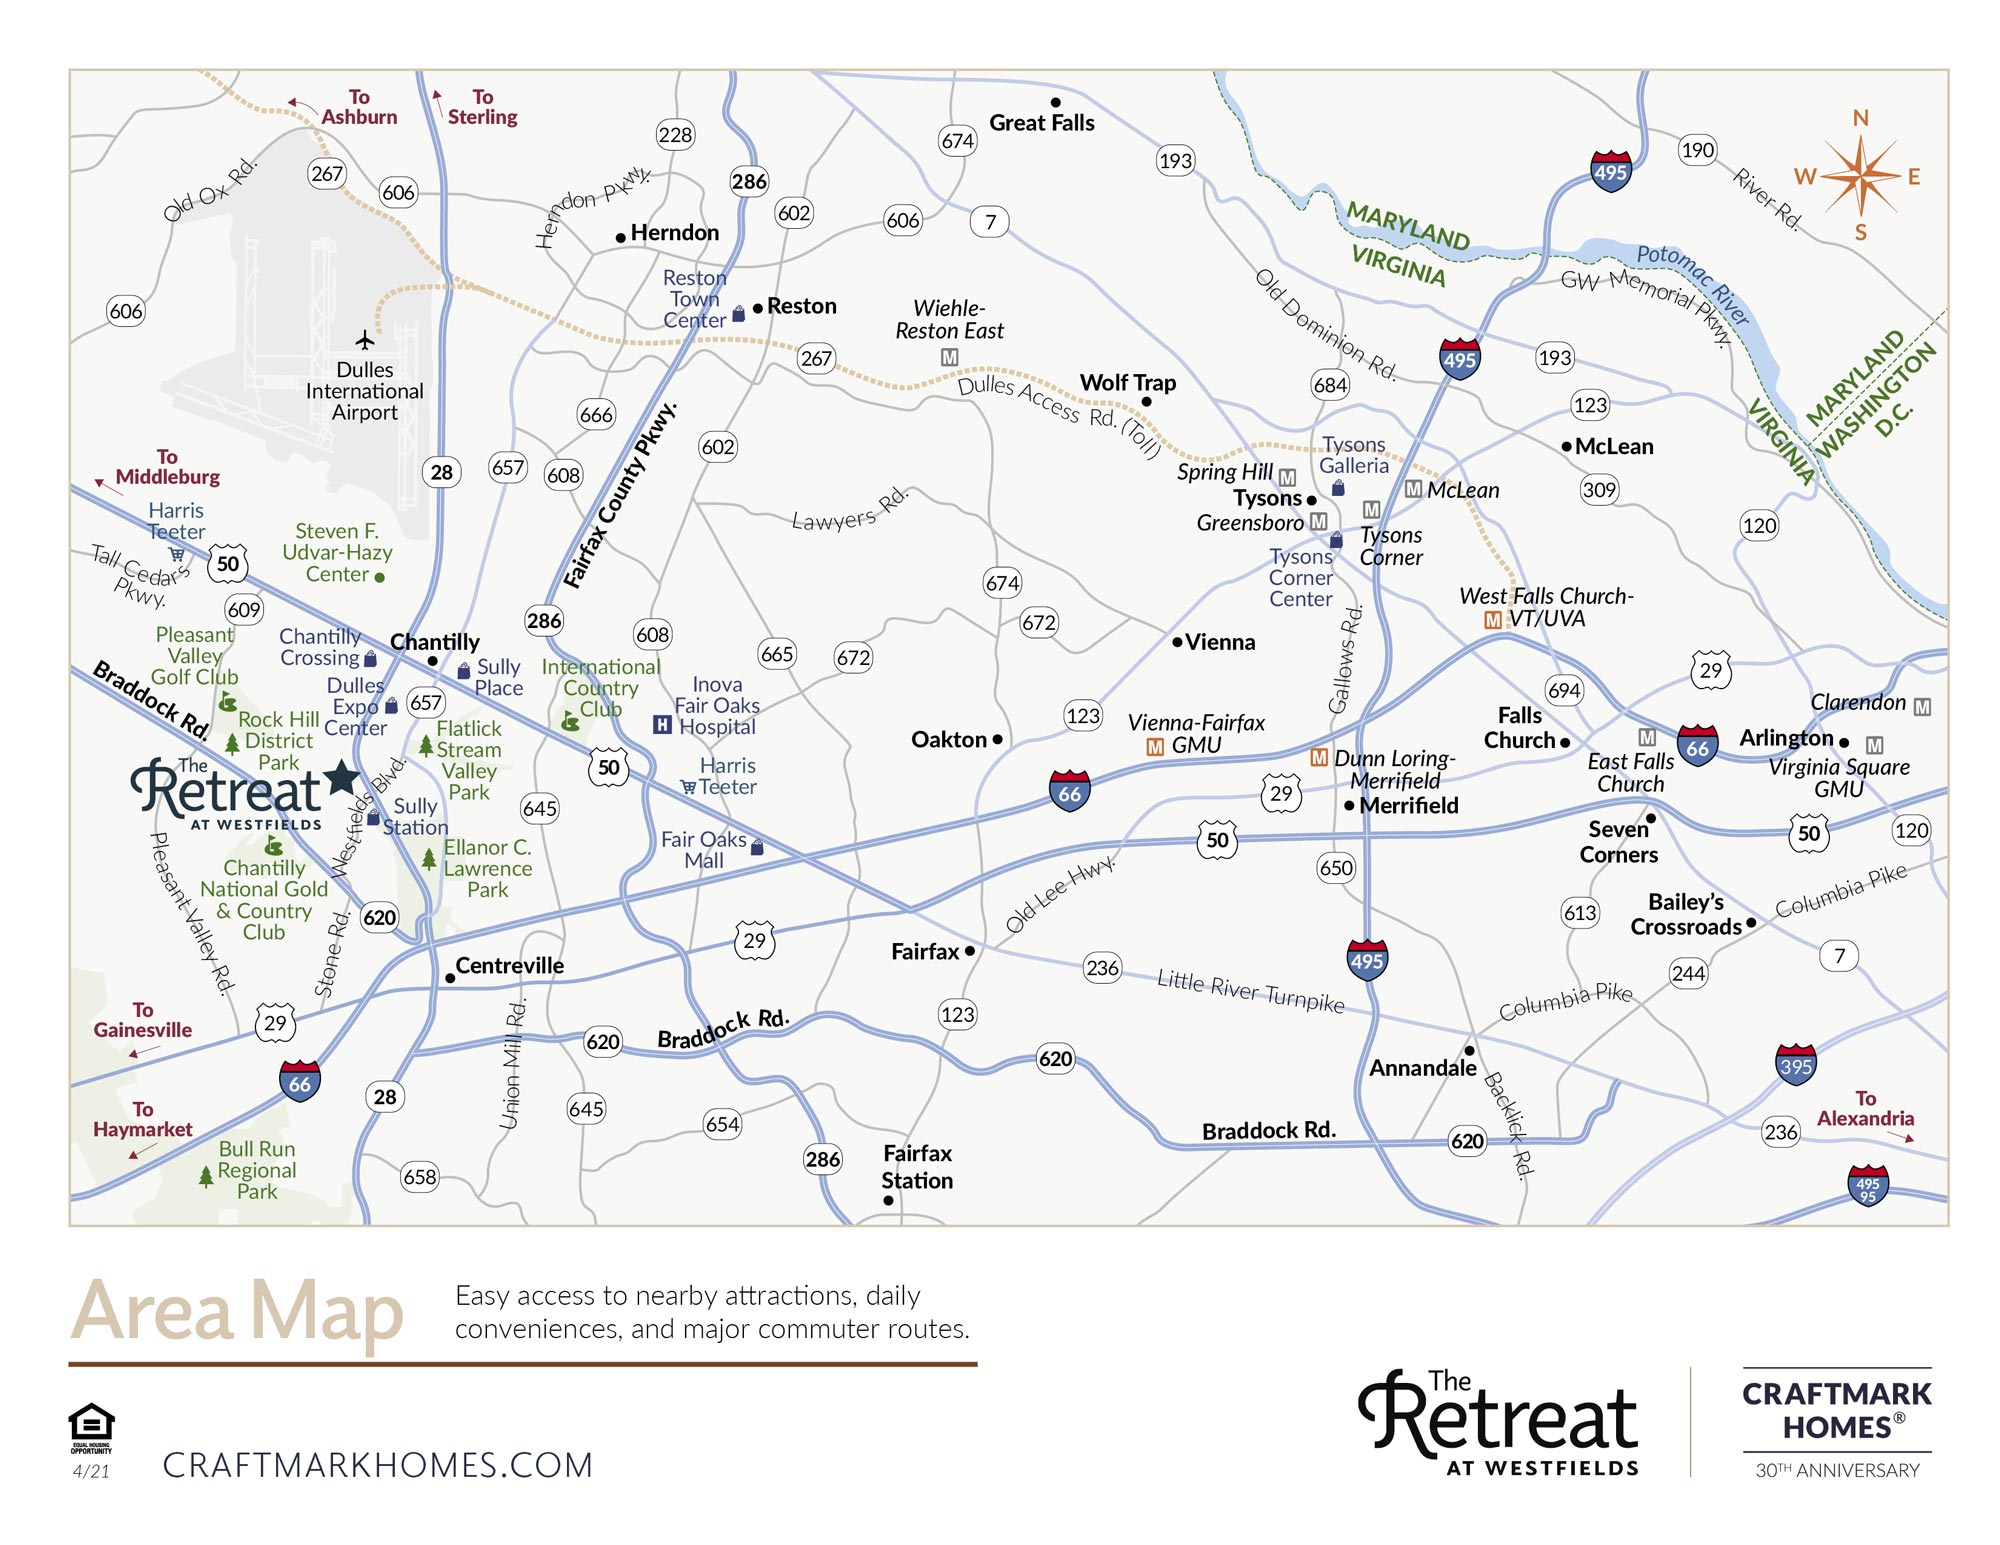 To
Ashburn
To
Sterling
Great Falls
228
674
193
190
495
N
W
E
S
267
606
286
602
606
7
Old Ox Rd.
Herndon Pkwy.
Herndon
River Rd.
MARYLAND
VIRGINIA
Potomac River
GW Memorial Pkwy.
Old Dominion Rd.
606
Reston
Town
Center
Reston
Wiehle-
Reston East
M
Dulles
International
Airport
267
Dulles Access Rd. (Toll)
Wolf Trap
684
495
193
123
MARYLAND
WASHINGTON
D.C.
VIRGINIA
666
602
Fairfax County Pkwy.
28
657
608
McLean
309
120
Tysons
Galleria
Spring Hill M
Tysons
Greensboro M
M McLean
M
Tysons
Corner
Tysons
Corner
Center
To
Middleburg
Harris
Teeter
Tall Cedars
Pkwy.
50
Steven F.
Udvar-Hazy
Center
609
Lawyers Rd.
674
672
286
608
665
672
Vienna
Gallows Rd.
West Falls Church-
M VT/UVA
29
694
Pleasant
Valley
Golf Club
Chantilly
Crossing
Chantilly
Sully
Place
International
Country
Club
Inova
Fair Oaks
Hospital
H
Braddock Rd.
Dulles
Expo
Center
657
Rock Hill
District
Park
Flatlick
Stream
Valley
Park
Oakton
123
Vienna-Fairfax
M GMU
M Dunn Loring-
Merrifield
Falls
Church
M
East Falls
Church
66
Clarendon M
Arlington
M
Virginia Square
GMU
The
Retreat
AT WESTFIELDS
Westfields Blvd.
Sully
Station
50
645
Harris
Teeter
66
29
Merrifield
50
Seven
Corners
50
120
Pleasant Valley Rd.
Chantilly
National Gold
& Country
Club
Ellanor C.
Lawrence
Park
Fair Oaks
Mall
Old Lee Hwy.
650
613
Bailey's
Crossroads
Columbia Pike
620
Stone Rd.
29
Fairfax
236
Little River Turnpike
495
Columbia Pike
244
7
Centreville
To
Gainesville
29
Union Mill Rd.
620
Braddock Rd.
123
620
Annandale
Backlick Rd.
395
66
28
To
Haymarket
645
654
Braddock Rd.
620
236
To
Alexandria
Bull Run
Regional
Park
658
286
Fairfax
Station
495
95
Area Map
Easy access to nearby attractions, daily
conveniences, and major commuter routes.
EQUAL HOUSING
OPPORTUNITY
4/21
CRAFTMARKHOMES.COM
The
Retreat
AT WESTFIELDS
CRAFTMARK
HOMES®
30TH ANNIVERSARY